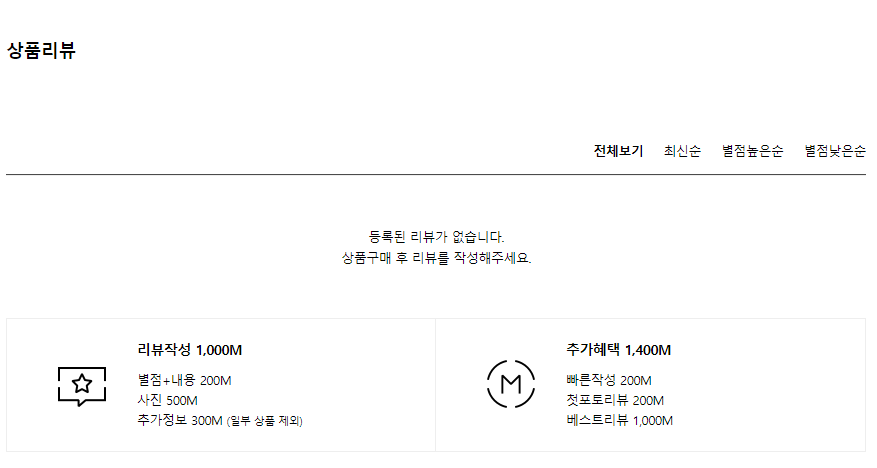 상품리뷰
전체보기 최신순 별점높은순 별점낮은순
등록된 리뷰가 없습니다.
상품구매 후 리뷰를 작성해주세요.
리뷰작성 1,000M
별점+내용 200M
사진 500M
추가정보 300M (일부 상품 제외)
M
추가혜택 1,400M
빠른작성 200M
첫포토리뷰 200M
베스트리뷰 1,000M